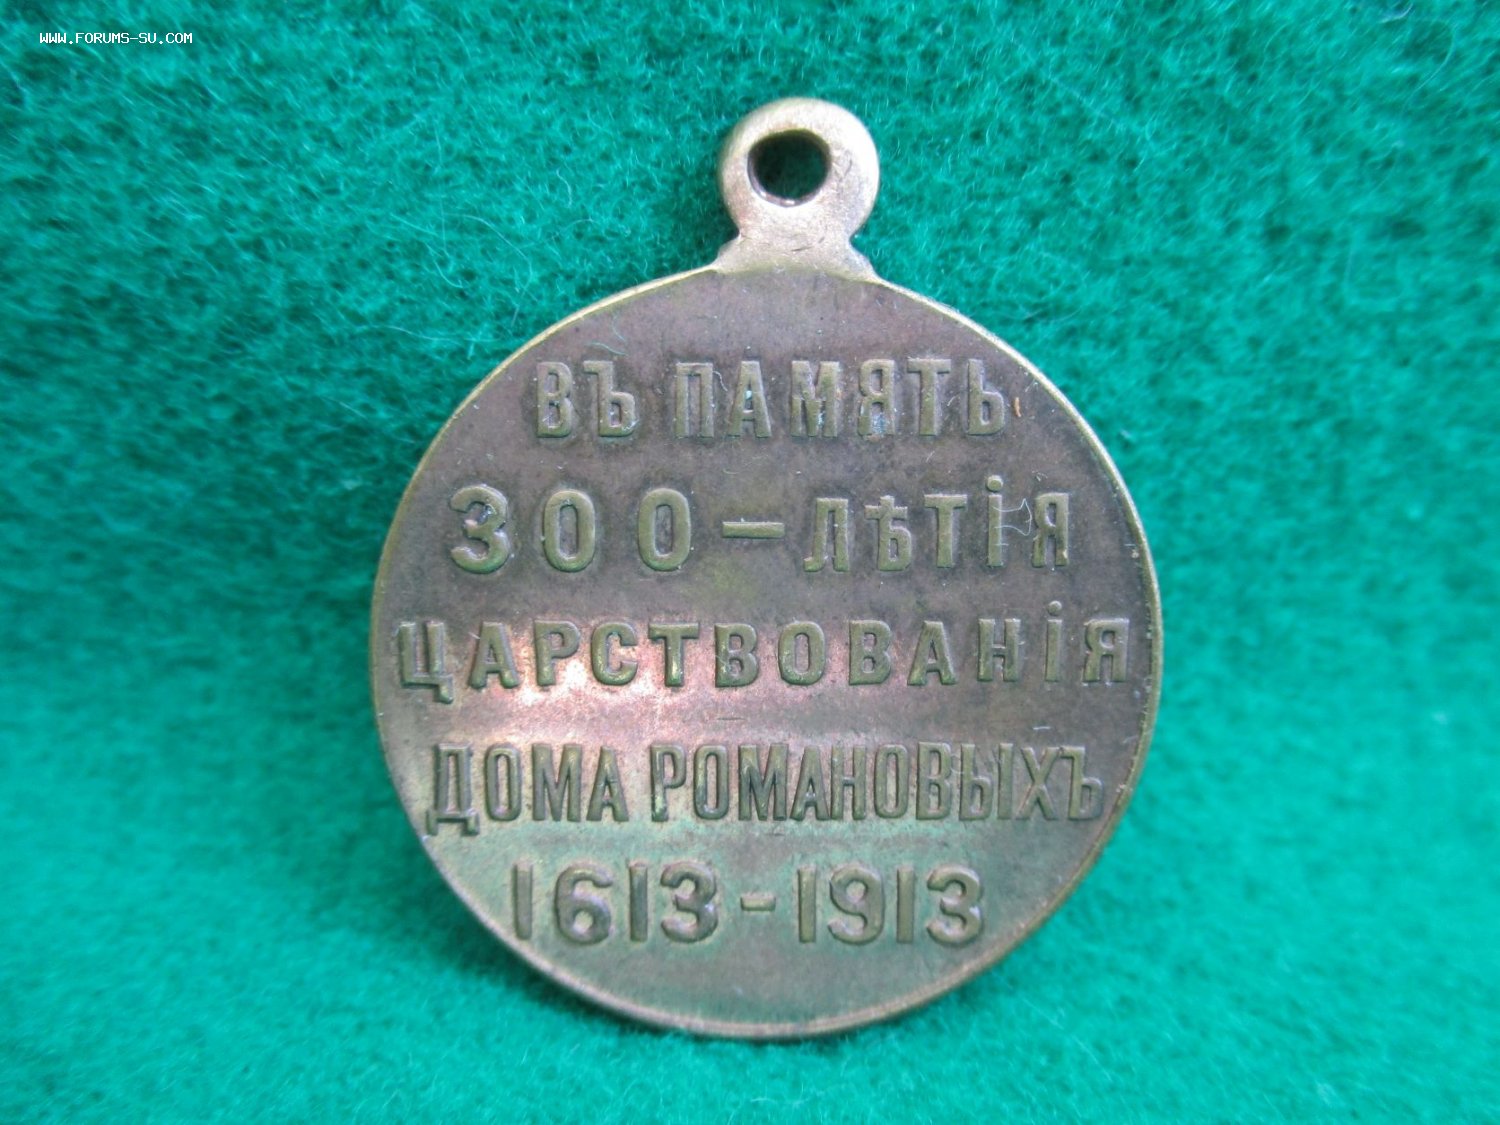 WWW.FORUMS-SU.COM
ВЪ ПАМЯТЬ
300-ЛѢТІЯ
ЦАРСТВОВАНІЯ
ДОМА РОМАНОВЫХЪ
1613-1913